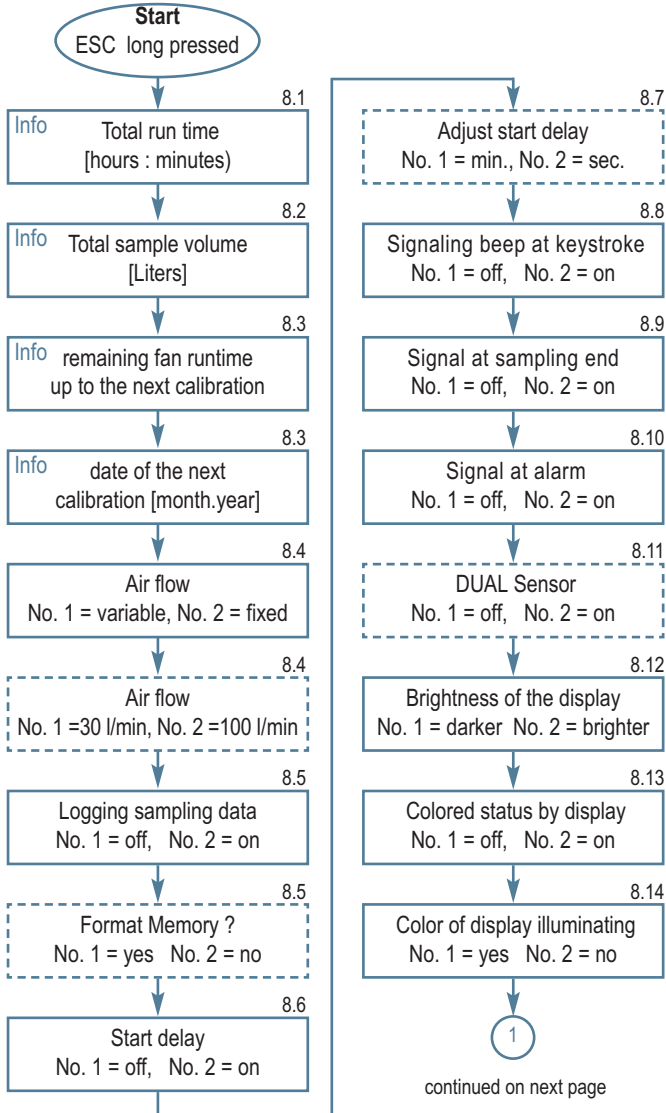 Start
ESC long pressed
8.1
Info
Total run time
[hours : minutes)
8.2
Info
Total sample volume
[Liters]
8.3
Info
remaining fan runtime
up to the next calibration
8.3
Info
date of the next
calibration [month.year]
8.4
Air flow
No. 1 = variable, No. 2 = fixed
8.4
Air flow
No. 1 =30 l/min, No. 2 =100 l/min
8.5
Logging sampling data
No. 1 = off, No. 2 = on
8.5
Format Memory ?
No. 1 = yes No. 2 = no
8.6
Start delay
No. 1 = off, No. 2 = on
8.7
Adjust start delay
No. 1 = min., No. 2 = sec.
8.8
Signaling beep at keystroke
No. 1 = off, No. 2 = on
8.9
Signal at sampling end
No. 1 = off, No. 2 = on
8.10
Signal at alarm
No. 1 = off, No. 2 = on
8.11
DUAL Sensor
No. 1 = off, No. 2 = on
8.12
Brightness of the display
No. 1 = darker No. 2 = brighter
8.13
Colored status by display
No. 1 = off, No. 2 = on
8.14
Color of display illuminating
No. 1 = yes No. 2 = no
1
continued on next page